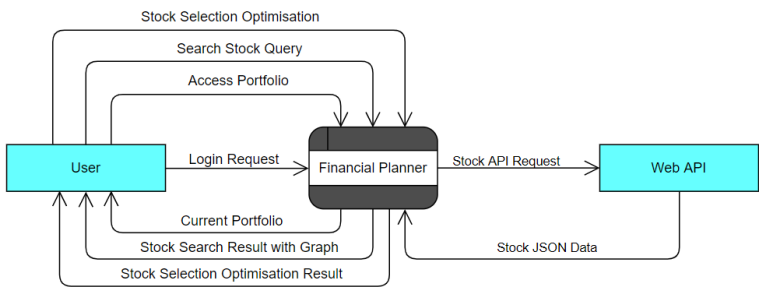 Stock Selection Optimisation
Search Stock Query
Access Portfolio
User
Login Request
Financial Planner
Stock API Request
Web API
Current Portfolio
Stock Search Result with Graph
Stock JSON Data
Stock Selection Optimisation Result